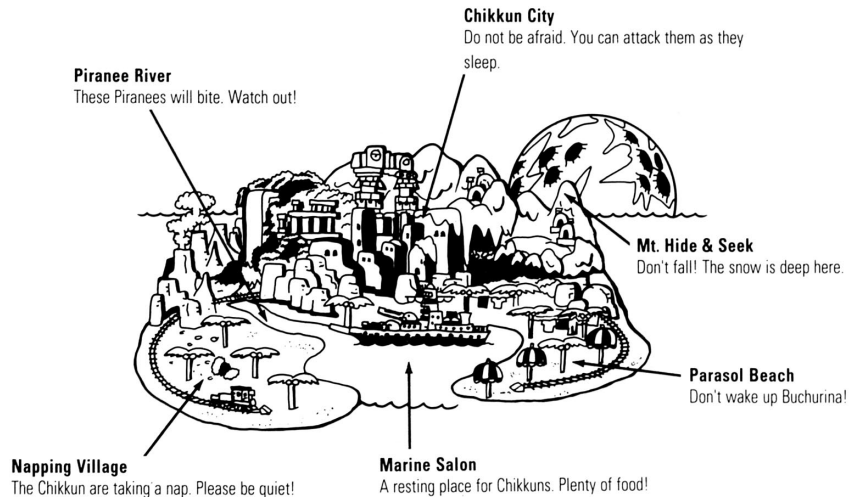 Chikkun City
Do not be afraid. You can attack them as they
sleep.
Piranee River
These Piranees will bite. Watch out!
Mt. Hide & Seek
Don't fall! The snow is deep here.
Parasol Beach
Don't wake up Buchurina!
Napping Village
The Chikkun are taking a nap. Please be quiet!
Marine Salon
A resting place for Chikkuns. Plenty of food!